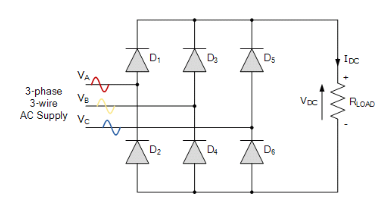 D1
D3
D5
IDC
VA
+
3-phase
3-wire
AC Supply
VB
VDC
RLOAD
VC
-
D2
D4
D6